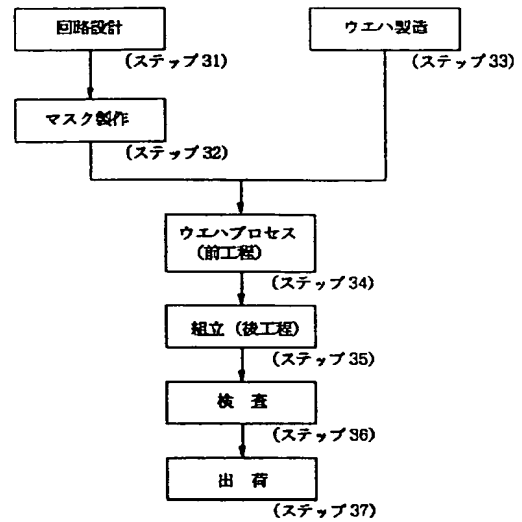 回路設計
(ステップ31)
ウエハ製造
(ステップ33)
マスク製作
(ステップ32)
ウエハプロセス
(前工程)
(ステップ34)
組立(後工程)
(ステップ35)
検 査
(ステップ36)
出 荷
(ステップ37)